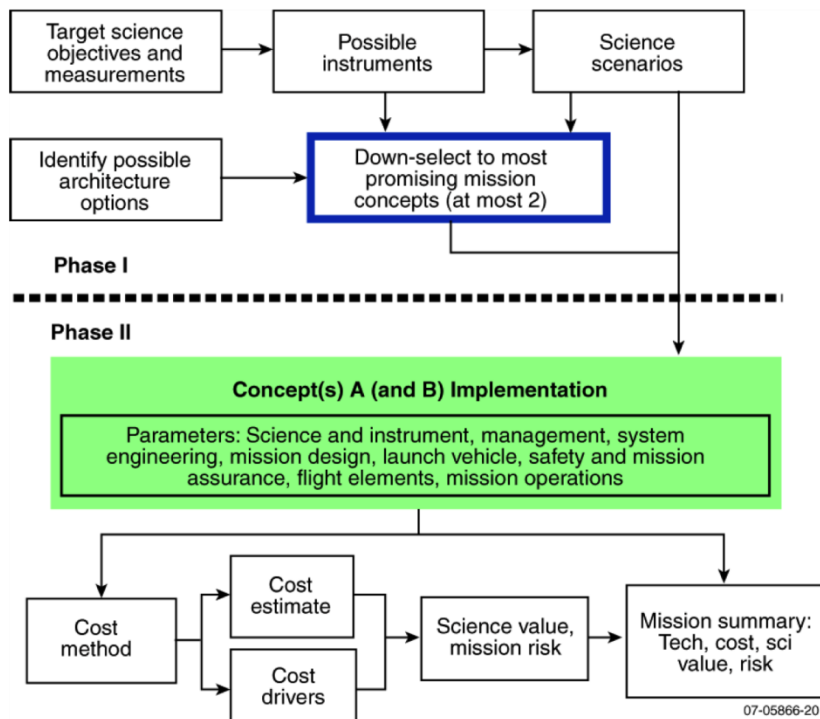 Target science
objectives and
measurements
Possible
instruments
Science
scenarios
Identify possible
architecture
options
Down-select to most
promising mission
concepts (at most 2)
Phase I
Phase II
Concept(s) A (and B) Implementation
Parameters: Science and instrument, management, system
engineering, mission design, launch vehicle, safety and mission
assurance, flight elements, mission operations
Cost
method
Cost
estimate
Cost
drivers
Science value,
mission risk
Mission summary:
Tech, cost, sci
value, risk
07-05866-20